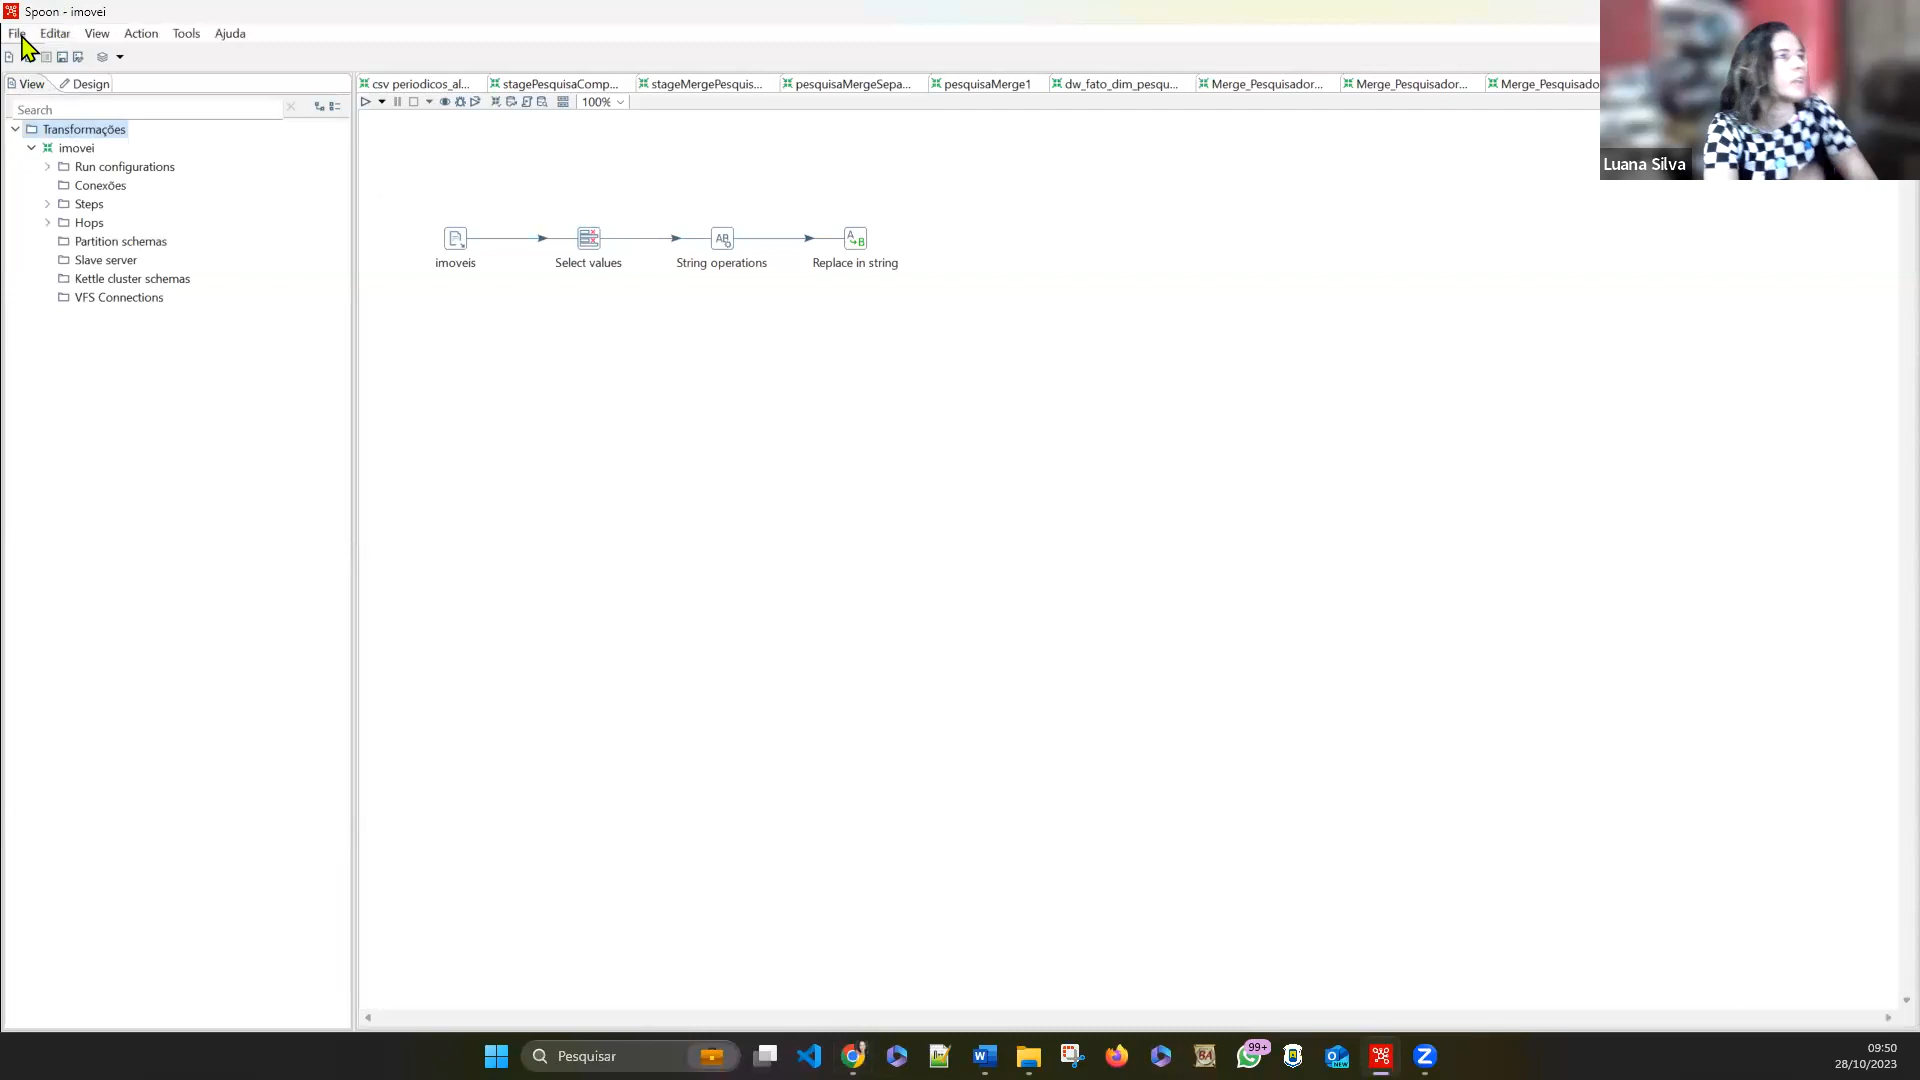 Spoon - imovei
File Editar View Action Tools Ajuda
View Design
csv periodicos_al... stagePesquisaComp... stageMergePesquis... pesquisaMergeSepa... pesquisaMerge1 dw_fato_dim_pesqu... Merge_Pesquisador... Merge_Pesquisador... Merge_Pesquisado
100%
Search
Transformações
imovei
Run configurations
Conexões
Steps
Hops
Partition schemas
Slave server
Kettle cluster schemas
VFS Connections
imoveis Select values String operations Replace in string
Luana Silva
Pesquisar
99+
09:50
28/10/2023